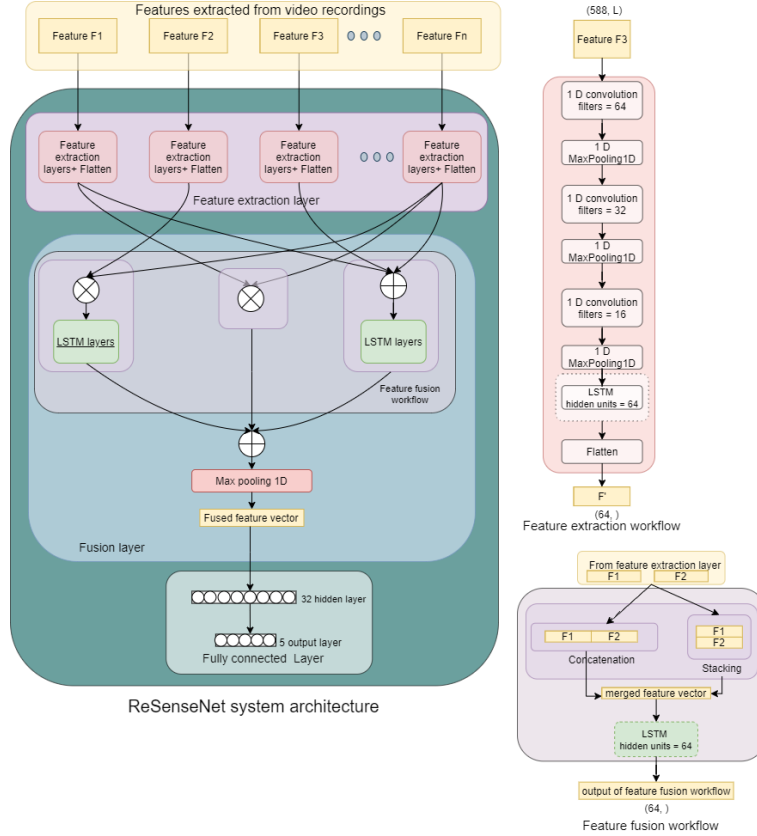 Features extracted from video recordings
Feature F1
Feature F2
Feature F3
Feature Fn
Feature
extraction
layers+ Flatten
Feature
extraction
layers+ Flatten
Feature
extraction
layers+ Flatten
Feature
extraction
layers+ Flatten
Feature extraction layer
LSTM layers
LSTM layers
Feature fusion
workflow
Max pooling 1D
Fused feature vector
Fusion layer
32 hidden layer
5 output layer
Fully connected Layer
ReSenseNet system architecture
(588, L)
Feature F3
1 D convolution
filters = 64
1 D
MaxPooling1D
1 D convolution
filters = 32
1 D
MaxPooling1D
1 D convolution
filters = 16
1 D
MaxPooling1D
LSTM
hidden units = 64
Flatten
F'
(64, )
Feature extraction workflow
From feature extraction layer
F1 F2
F1 F2
Concatenation
F1
F2
Stacking
merged feature vector
LSTM
hidden units = 64
output of feature fusion workflow
(64, )
Feature fusion workflow